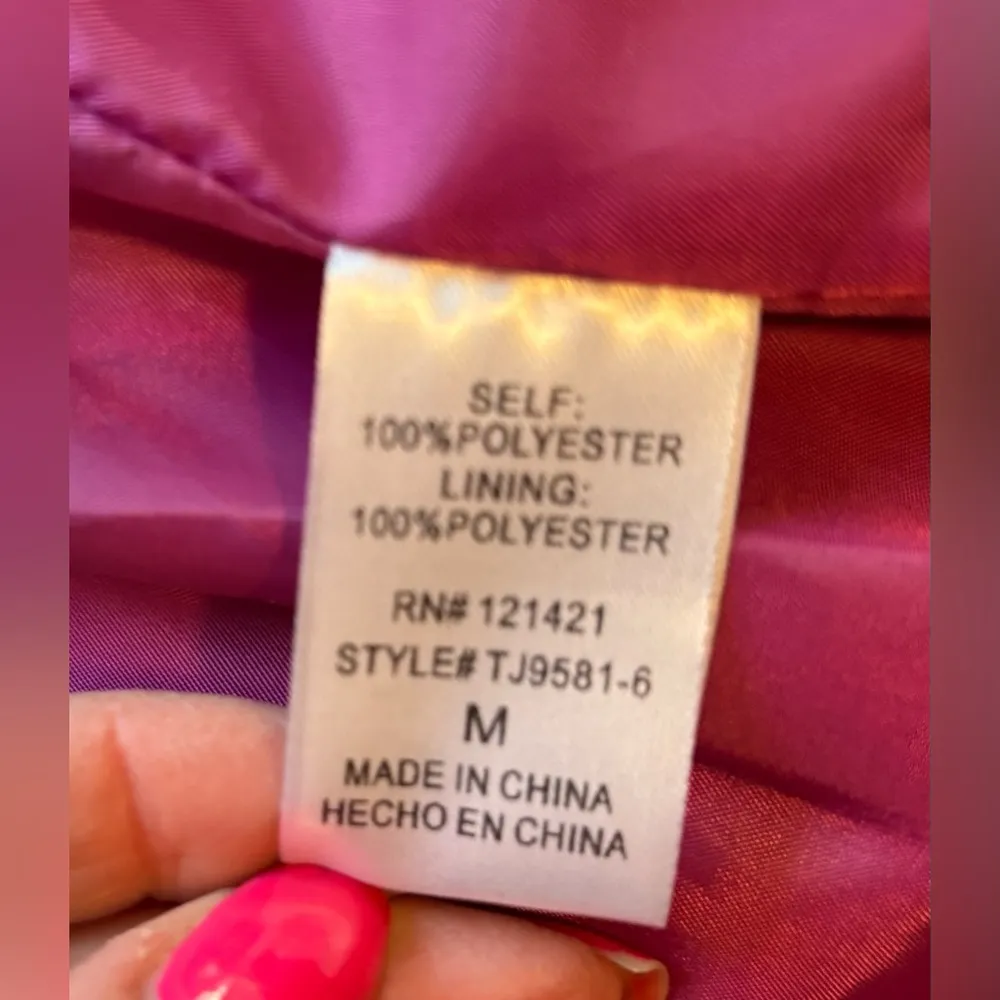 SELF:
100%POLYESTER
LINING:
100%POLYESTER
RN# 121421
STYLE# TJ9581-6
M
MADE IN CHINA
HECHO EN CHINA